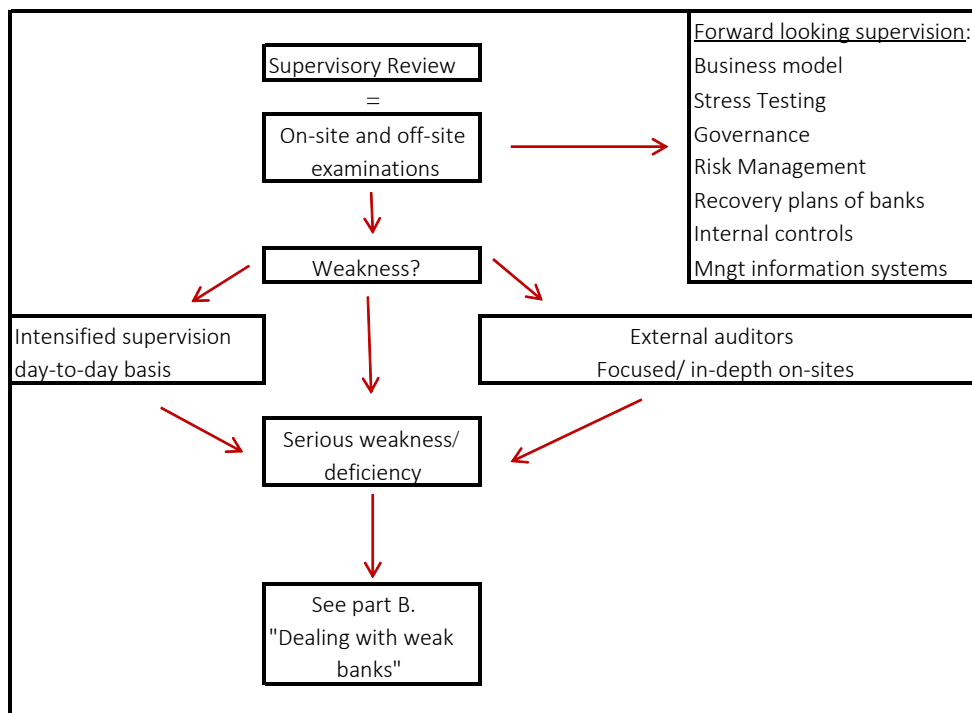 Supervisory Review
=
On-site and off-site
examinations
Forward looking supervision:
Business model
Stress Testing
Governance
Risk Management
Recovery plans of banks
Internal controls
Mngt information systems
Weakness?
Intensified supervision
day-to-day basis
External auditors
Focused/ in-depth on-sites
Serious weakness/
deficiency
See part B.
"Dealing with weak
banks"